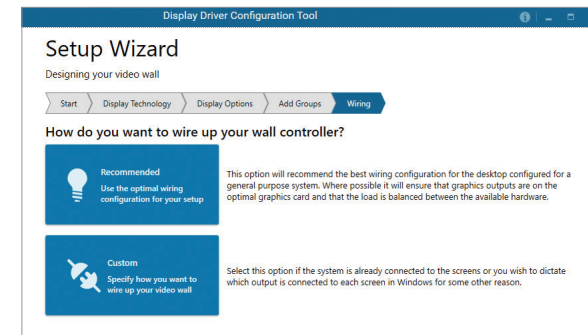 Display Driver Configuration Tool
Setup Wizard
Designing your video wall
Start
Display Technology
Display Options
Add Groups
Wiring
How do you want to wire up your wall controller?
Recommended
Use the optimal wiring
configuration for your setup
This option will recommend the best wiring configuration for the desktop configured for a
general purpose system. Where possible it will ensure that graphics outputs are on the
optimal graphics card and that the load is balanced between the available hardware.
Custom
Specify how you want to
wire up your video wall
Select this option if the system is already connected to the screens or you wish to dictate
which output is connected to each screen in Windows for some other reason.